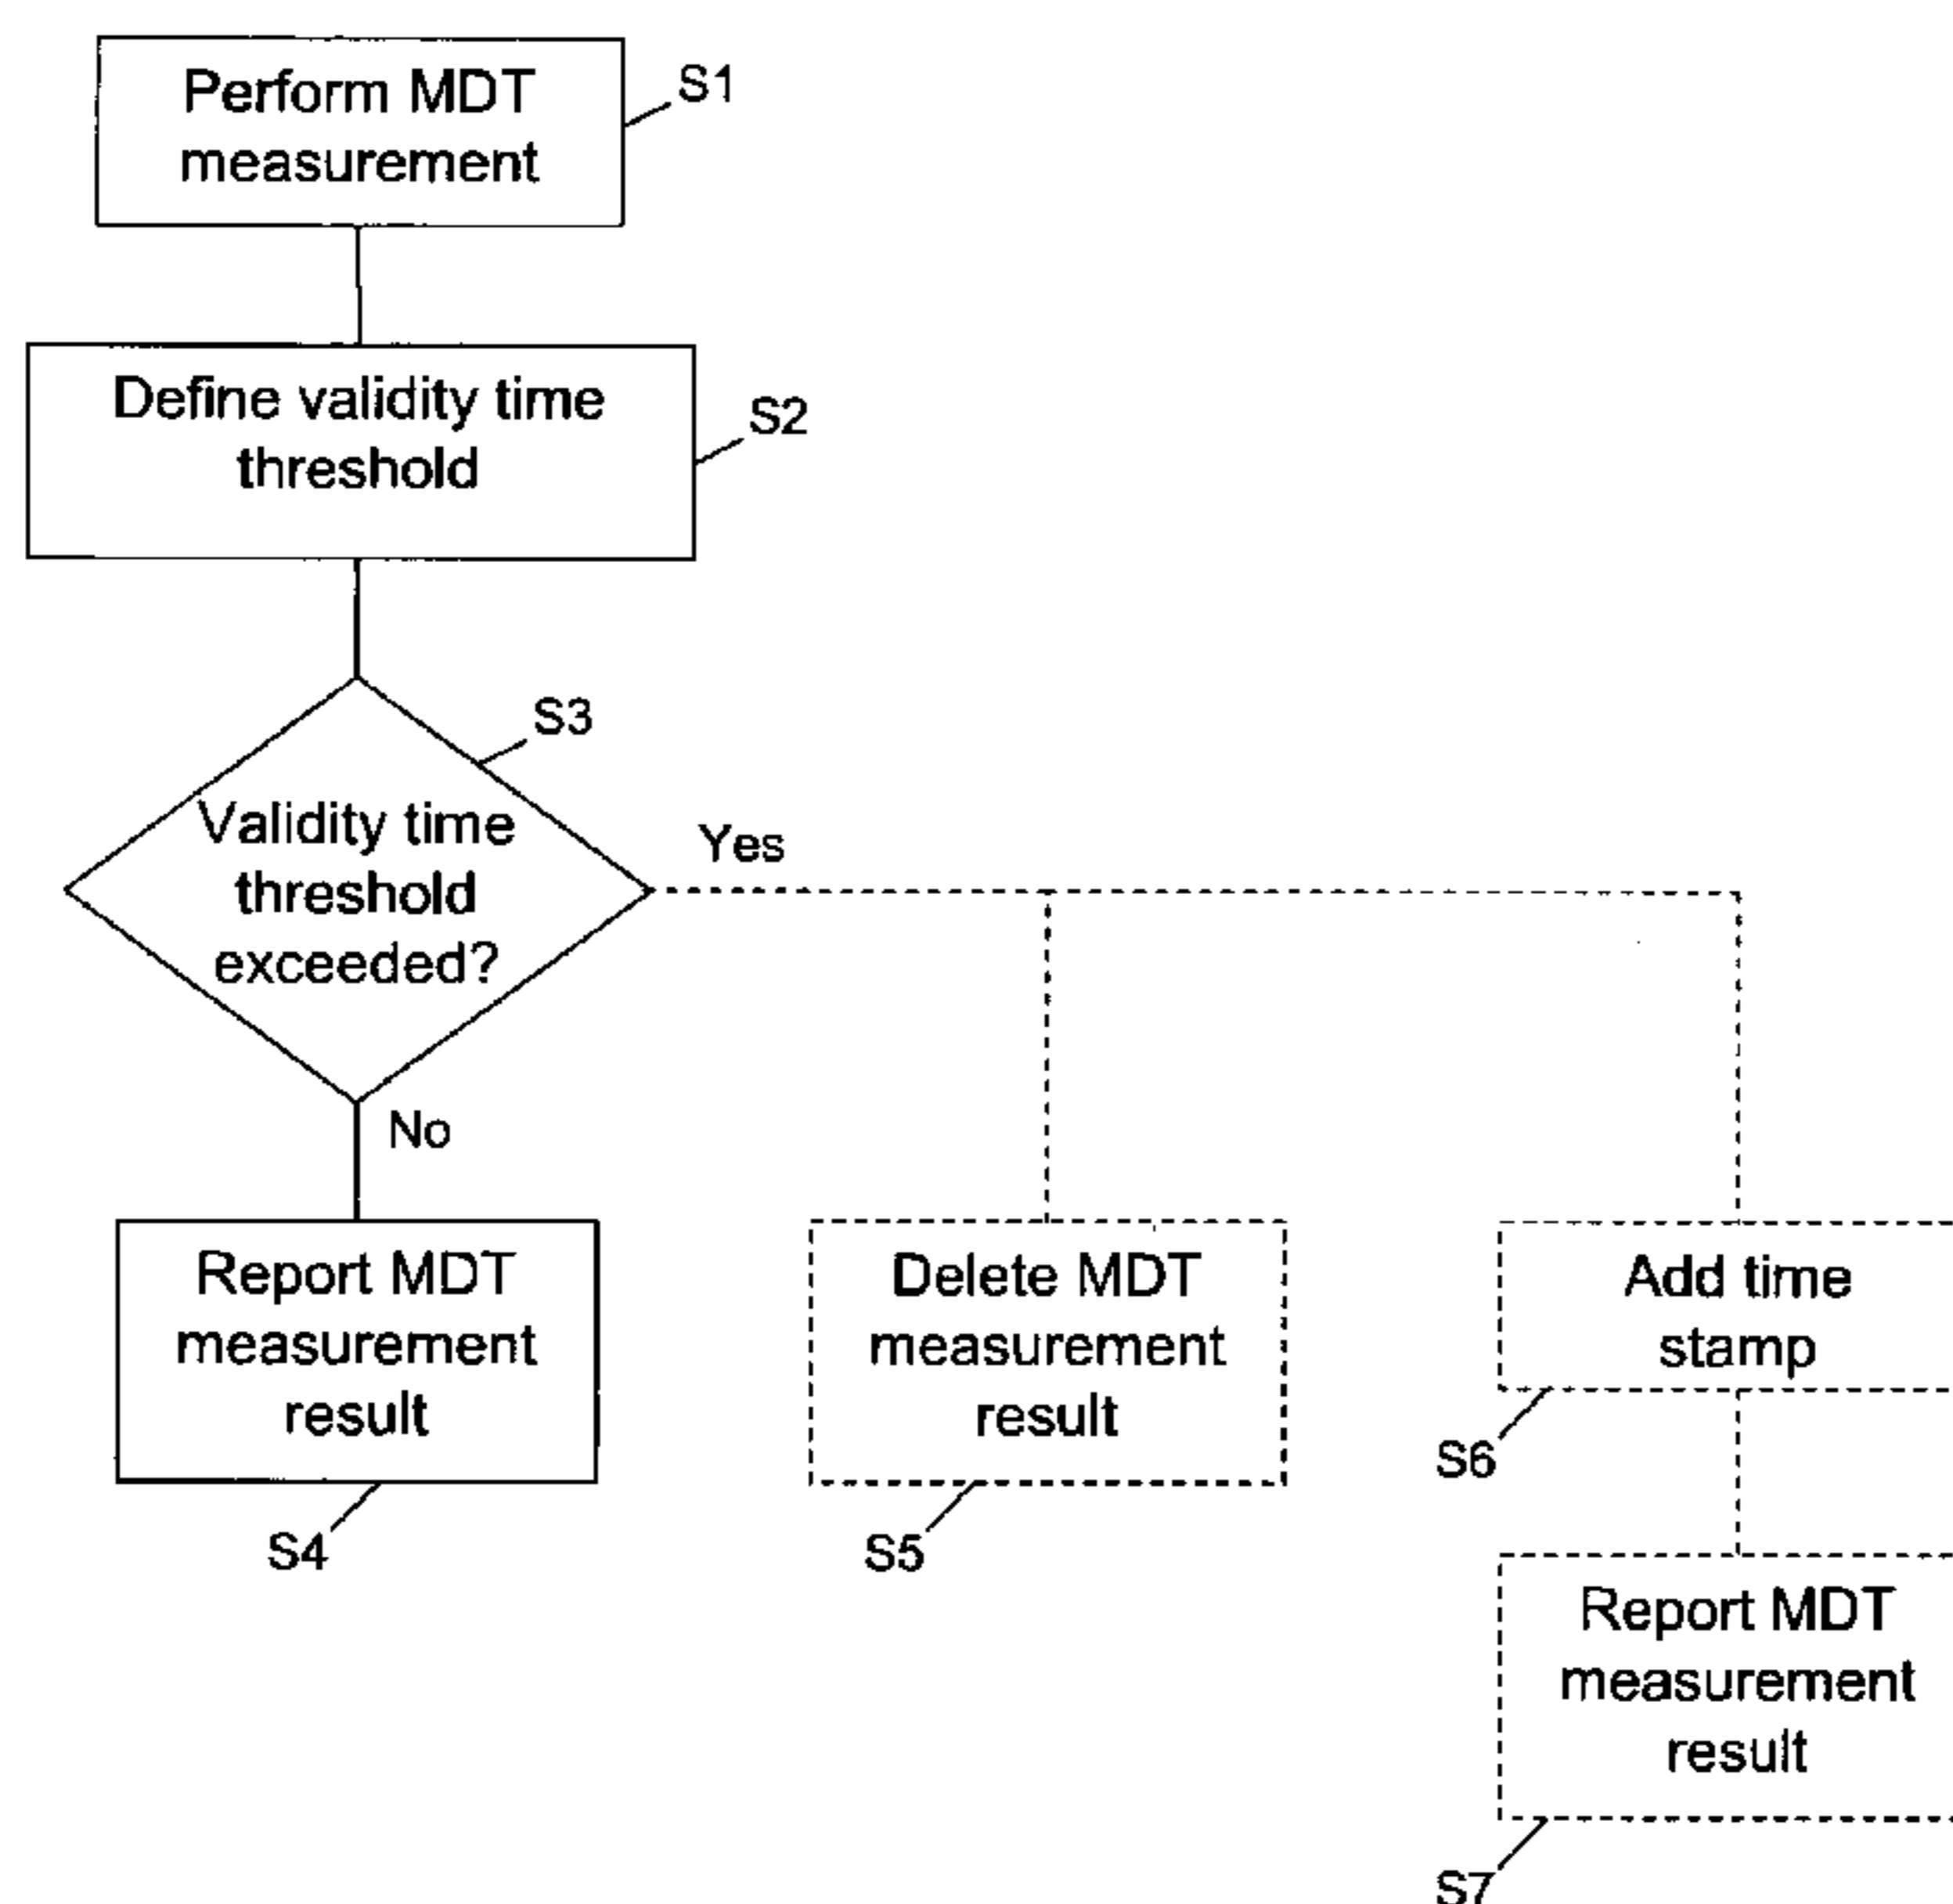 Perform MDT
measurement
S1
Define validity time
threshold
S2
S3
Validity time
threshold
exceeded?
Yes
No
Report MDT
measurement
result
S4
Delete MDT
measurement
result
S5
Add time
stamp
S6
Report MDT
measurement
result
S7